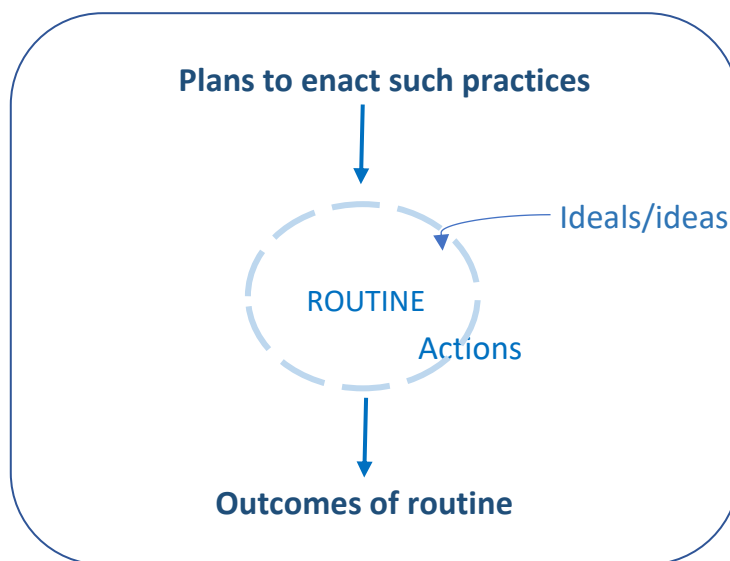 Plans to enact such practices
Ideals/ideas
ROUTINE
Actions
Outcomes of routine